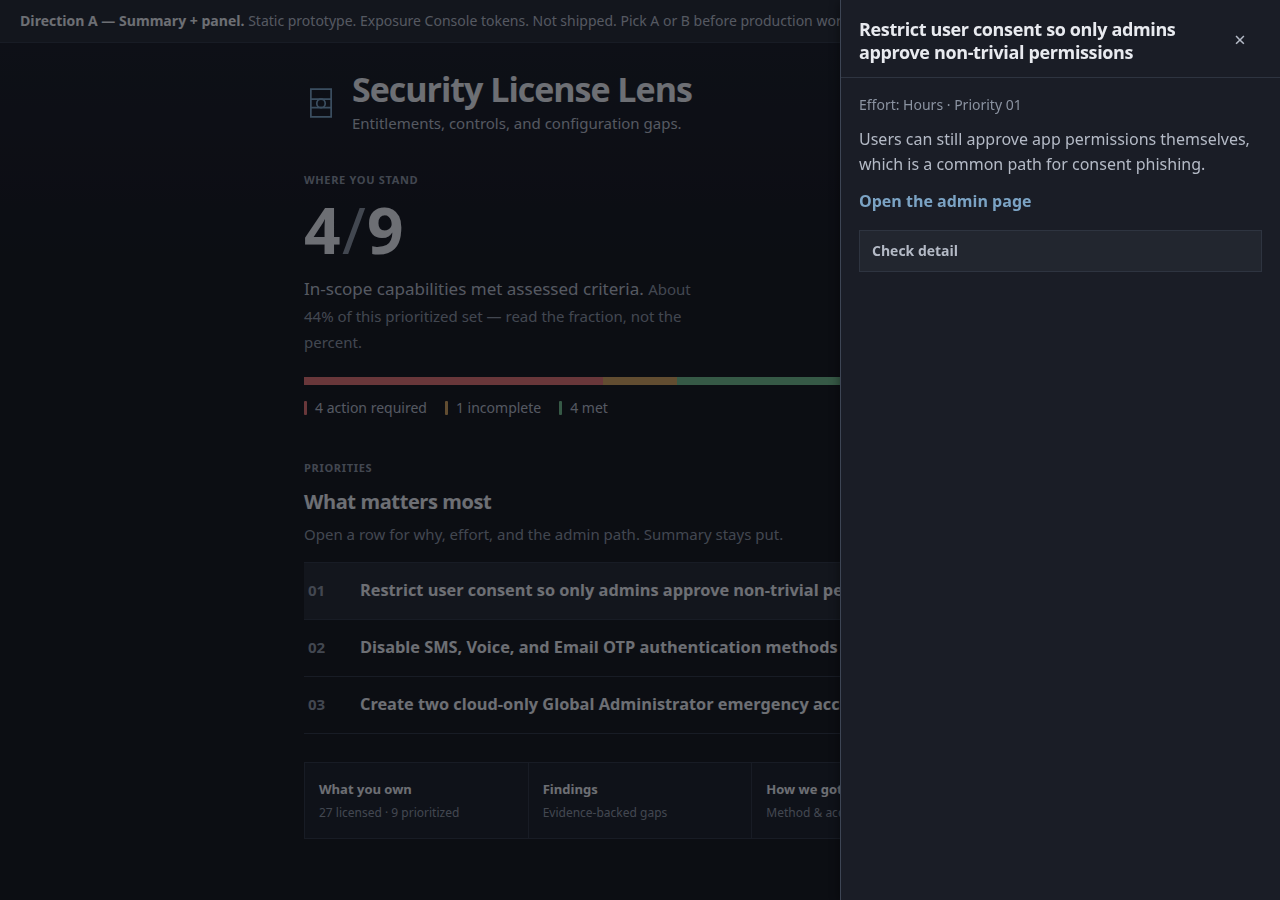 Direction A — Summary + panel. Static prototype. Exposure Console tokens. Not shipped. Pick A or B before production wor
Security License Lens
Entitlements, controls, and configuration gaps.
WHERE YOU STAND
4/9
In-scope capabilities met assessed criteria. About
44% of this prioritized set — read the fraction, not the
percent.
4 action required
1 incomplete
4 met
PRIORITIES
What matters most
Open a row for why, effort, and the admin path. Summary stays put.
01 Restrict user consent so only admins approve non-trivial pe
02 Disable SMS, Voice, and Email OTP authentication methods
03 Create two cloud-only Global Administrator emergency acc
What you own
27 licensed · 9 prioritized
Findings
Evidence-backed gaps
How we got
Method & acc
Restrict user consent so only admins
approve non-trivial permissions
×
Effort: Hours · Priority 01
Users can still approve app permissions themselves,
which is a common path for consent phishing.
Open the admin page
Check detail